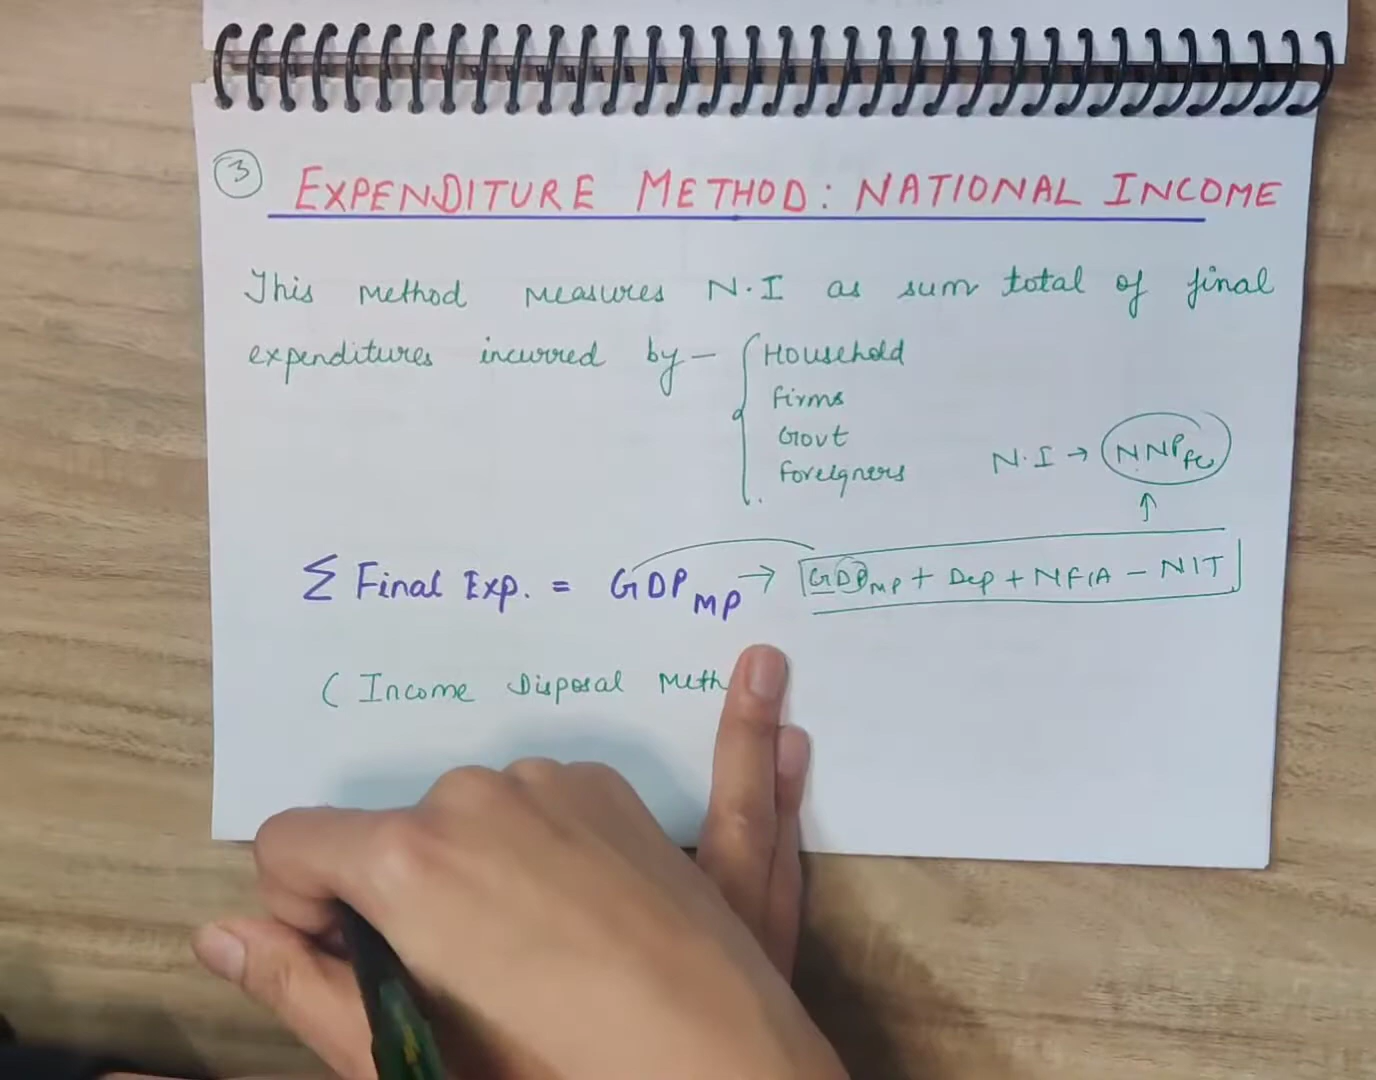 3 EXPENDITURE METHOD: NATIONAL INCOME
This method measures N.I as sum total of final
expenditures incurred by — Household
firms
Govt
foreigners
N.I → NNPfc
↑
Σ Final Exp. = GDPMP → GDPMP + Dep + NFIA - NIT
( Income Disposal Meth